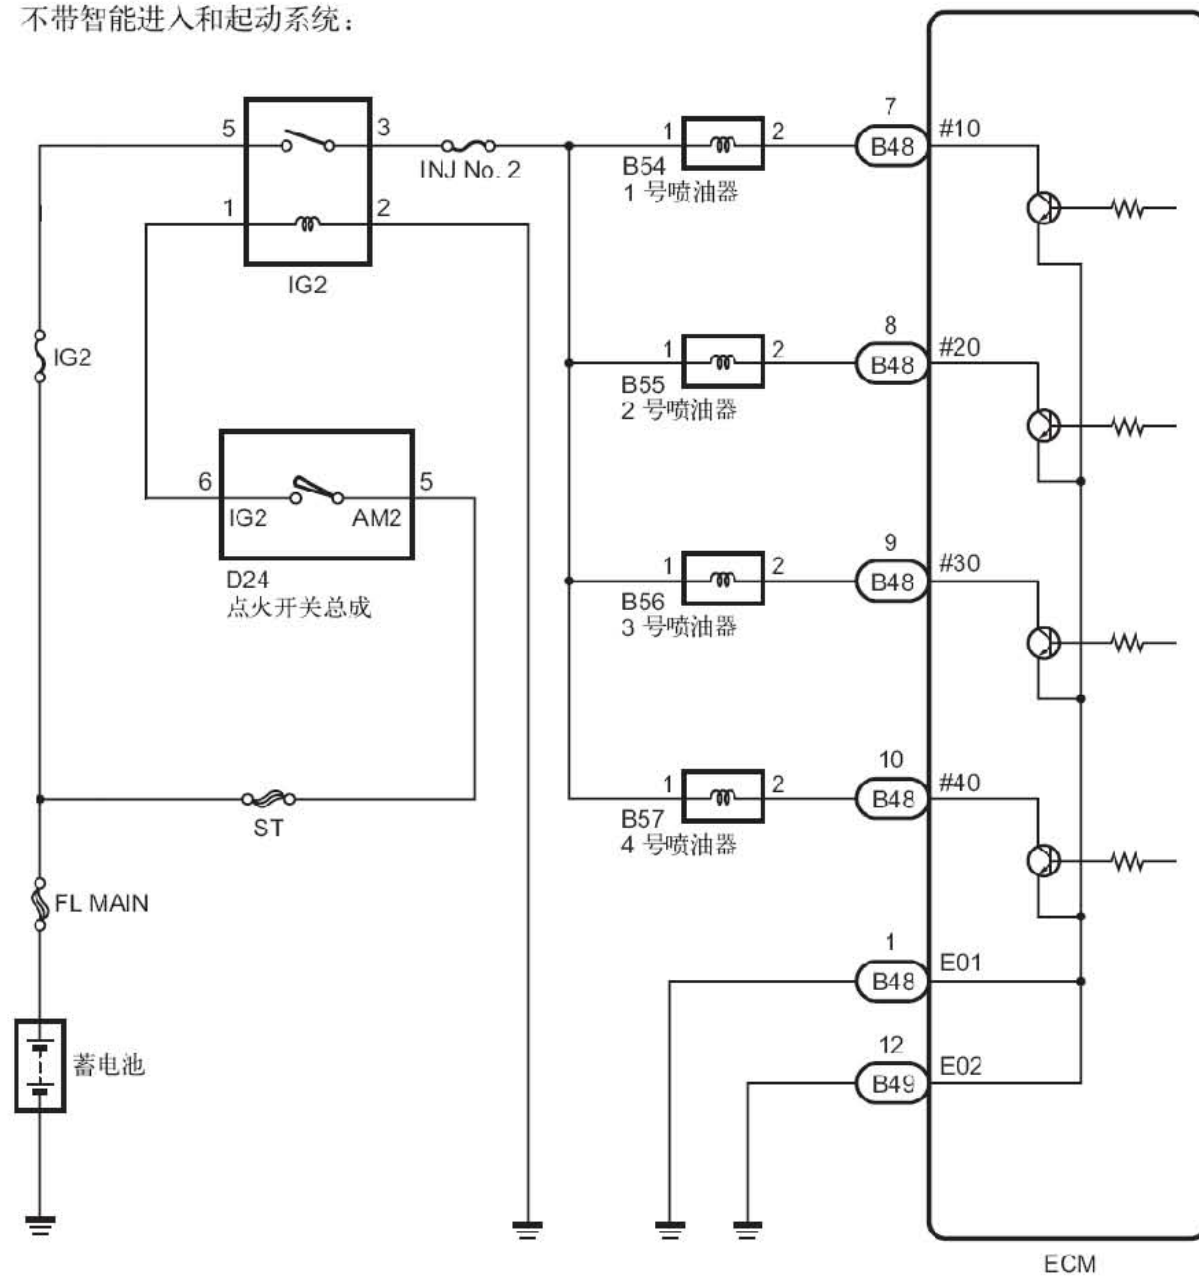 不带智能进入和起动系统：
5
3
INJ No. 2
1
2
IG2
IG2
6
5
IG2
AM2
D24
点火开关总成
ST
FL MAIN
蓄电池
1
2
B54
1 号喷油器
7
B48
#10
1
2
B55
2 号喷油器
8
B48
#20
1
2
B56
3 号喷油器
9
B48
#30
1
2
B57
4 号喷油器
10
B48
#40
1
B48
E01
12
B49
E02
ECM